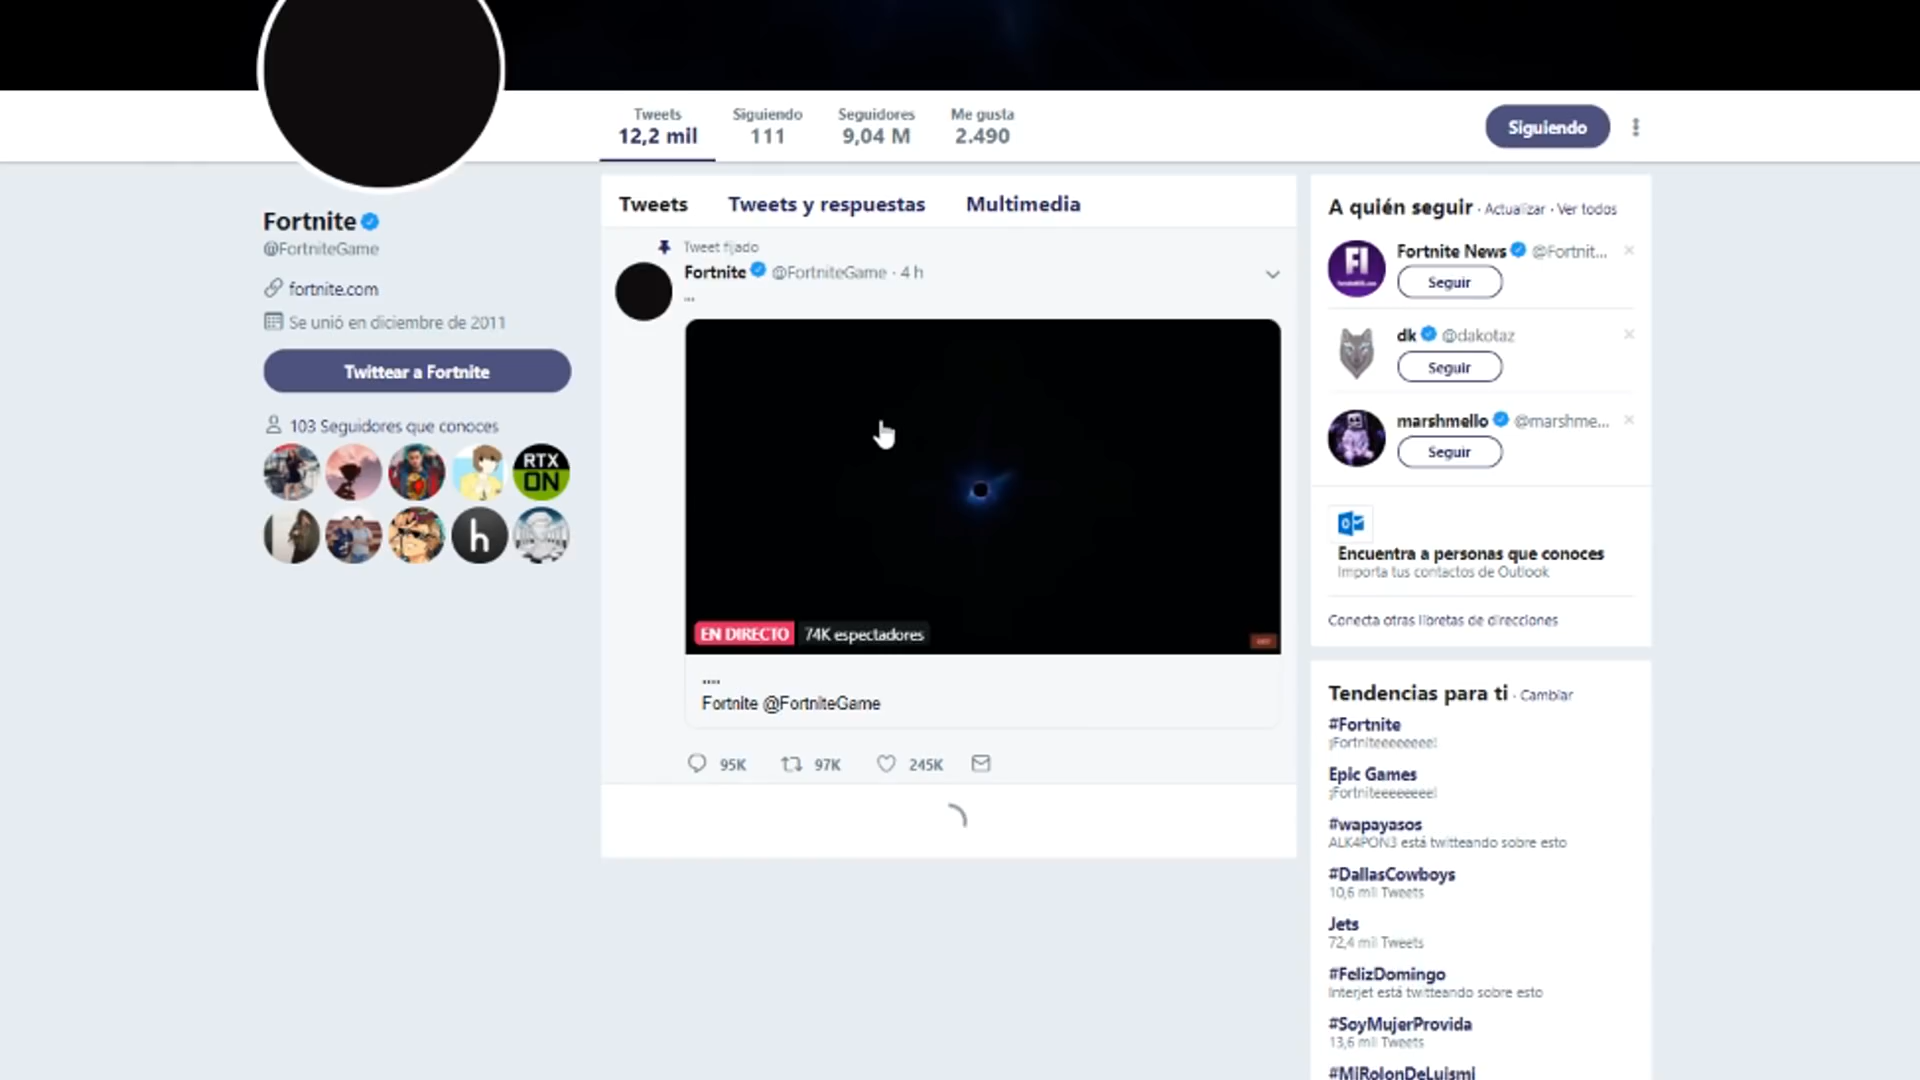 Tweets
12,2 mil
Siguiendo
111
Seguidores
9,04 M
Me gusta
2.490
Siguiendo
Fortnite
@FortniteGame
fortnite.com
Se unió en diciembre de 2011
Twittear a Fortnite
103 Seguidores que conoces
RTX
ON
h
Tweets Tweets y respuestas Multimedia
Tweet fijado
Fortnite @FortniteGame · 4 h
...
EN DIRECTO 74K espectadores
....
Fortnite @FortniteGame
95K 97K 245K
A quién seguir · Actualizar · Ver todos
Fortnite News @Fortnit...
Seguir
dk @dakotaz
Seguir
marshmello @marshme...
Seguir
Encuentra a personas que conoces
Importa tus contactos de Outlook
Conecta otras libretas de direcciones
Tendencias para ti · Cambiar
#Fortnite
¡Fortniteeeeeeee!
Epic Games
¡Fortniteeeeeeee!
#wapayasos
ALK4PON3 está twitteando sobre esto
#DallasCowboys
10,6 mil Tweets
Jets
72,4 mil Tweets
#FelizDomingo
Interjet está twitteando sobre esto
#SoyMujerProvida
13,6 mil Tweets
#MiRolonDeLuismi